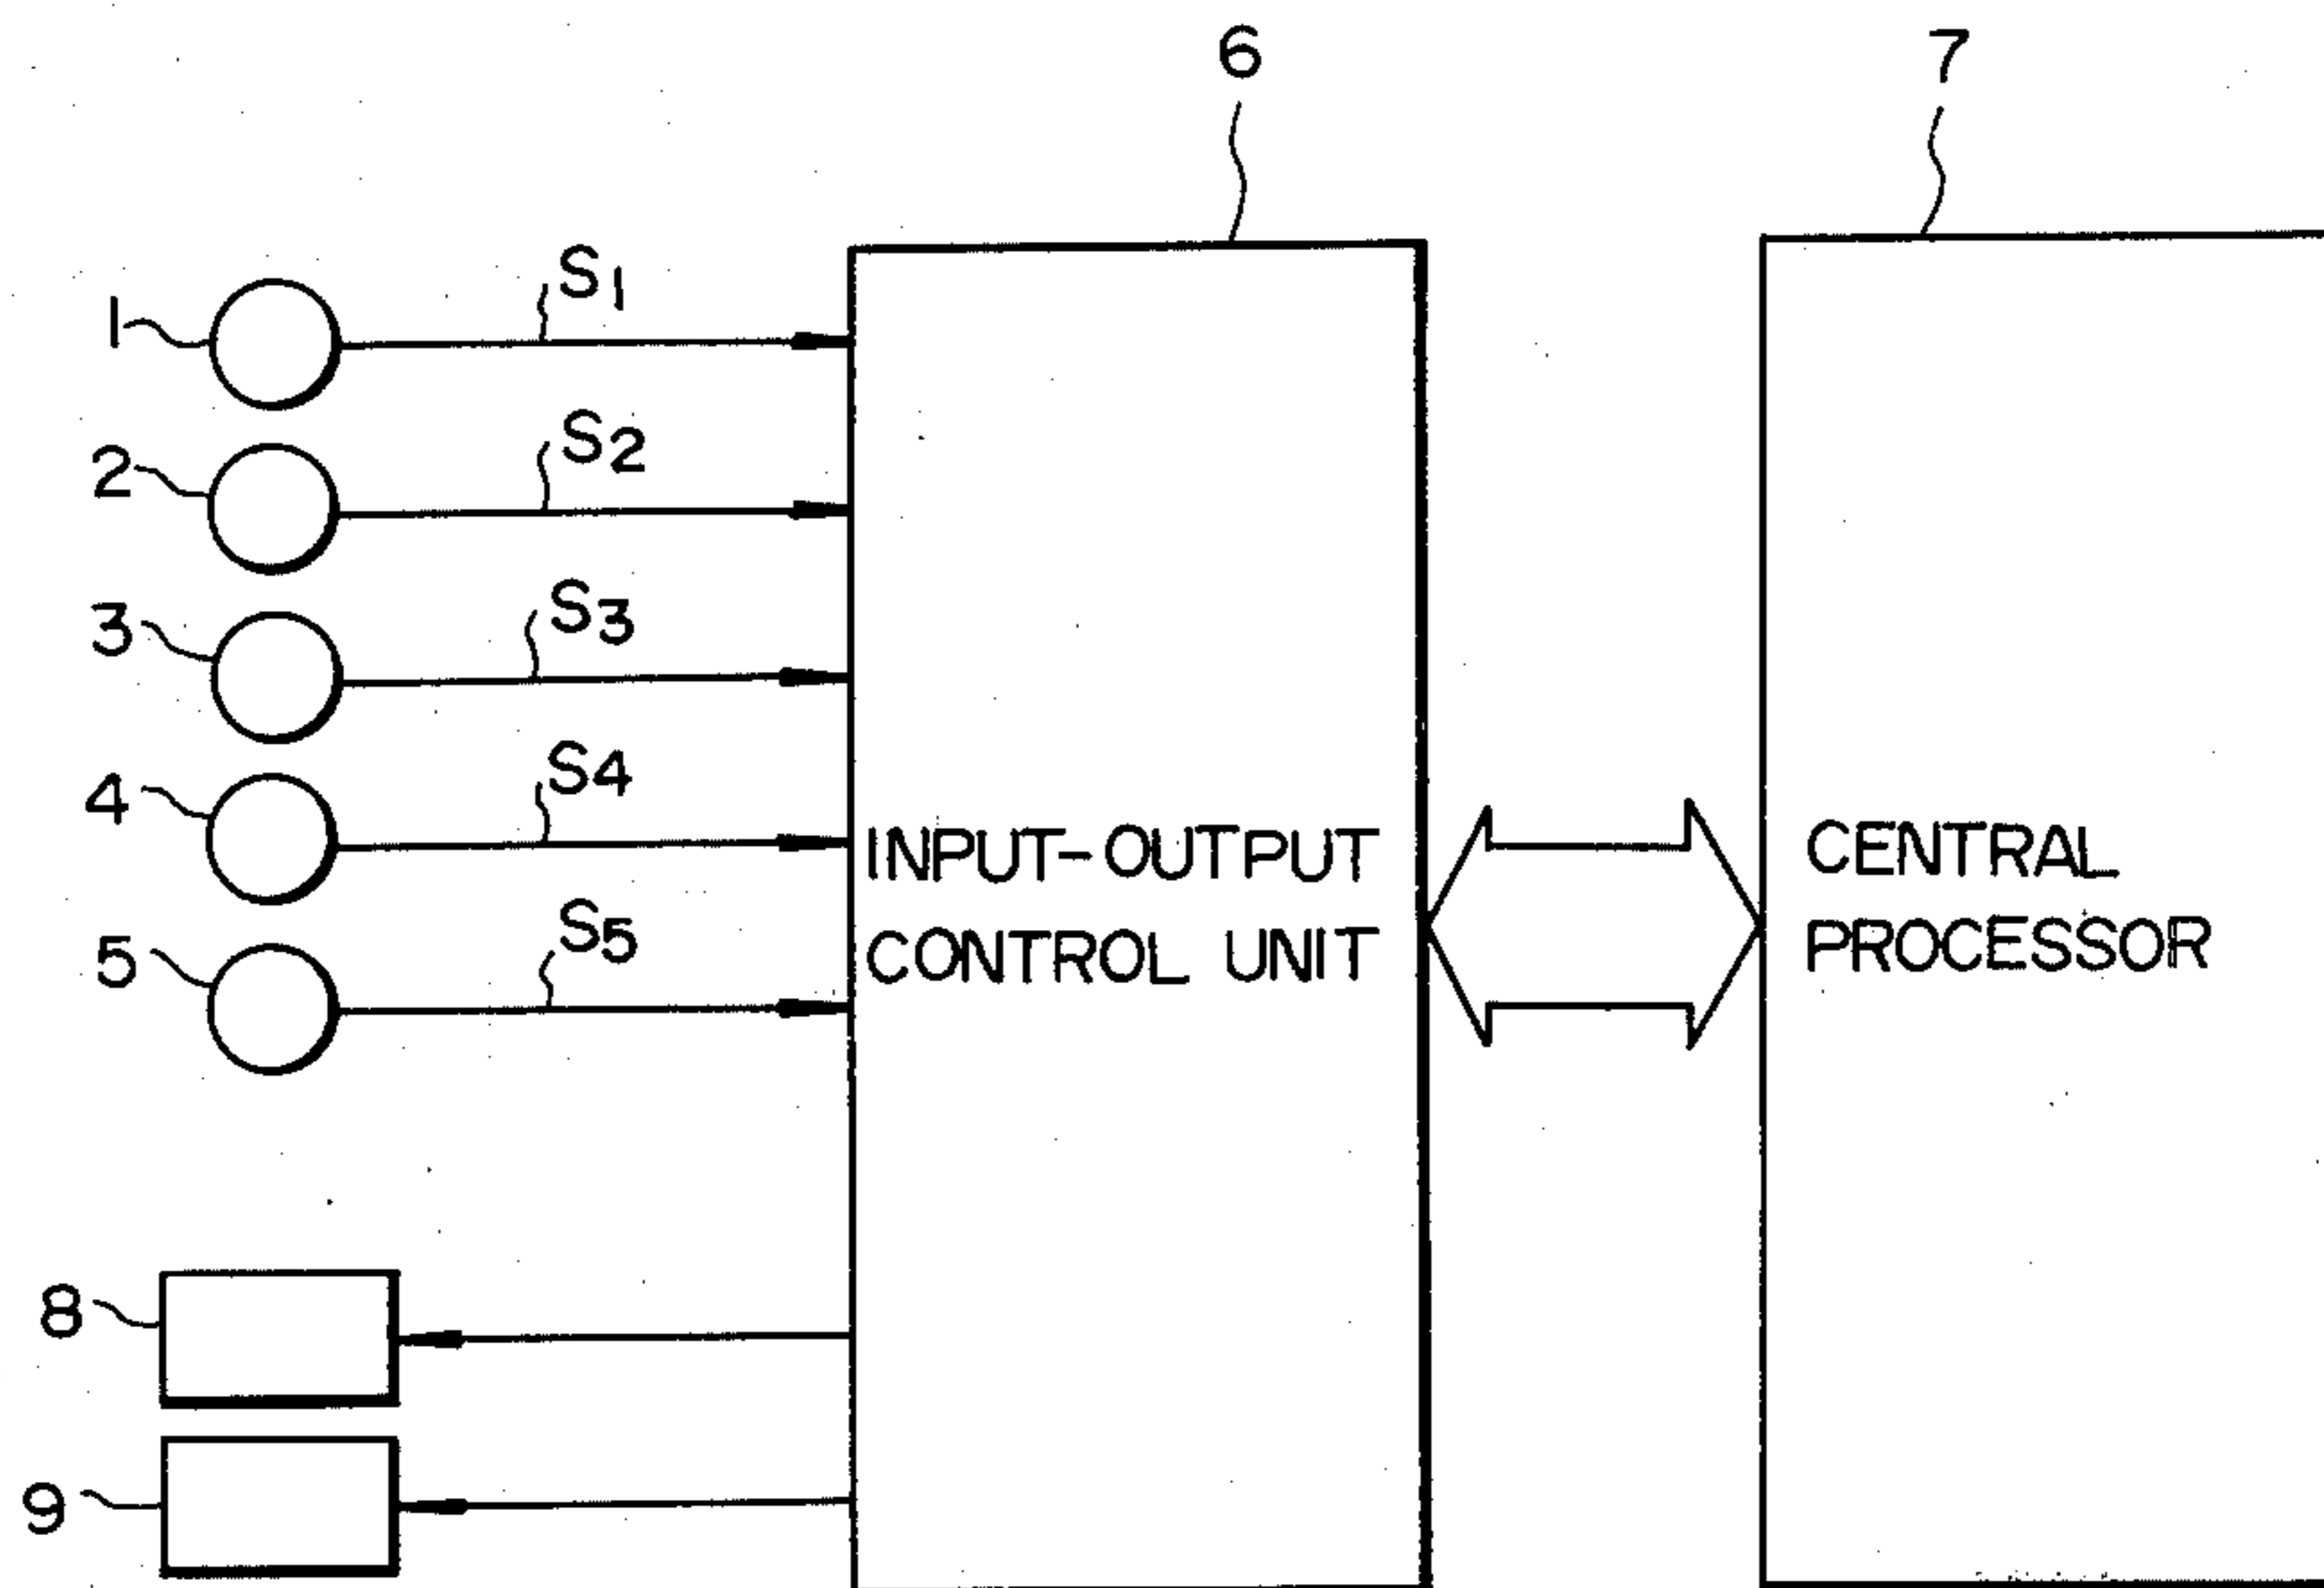 6
7
1
S1
2
S2
3
S3
4
S4
INPUT-OUTPUT
CONTROL UNIT
CENTRAL
PROCESSOR
5
S5
8
9